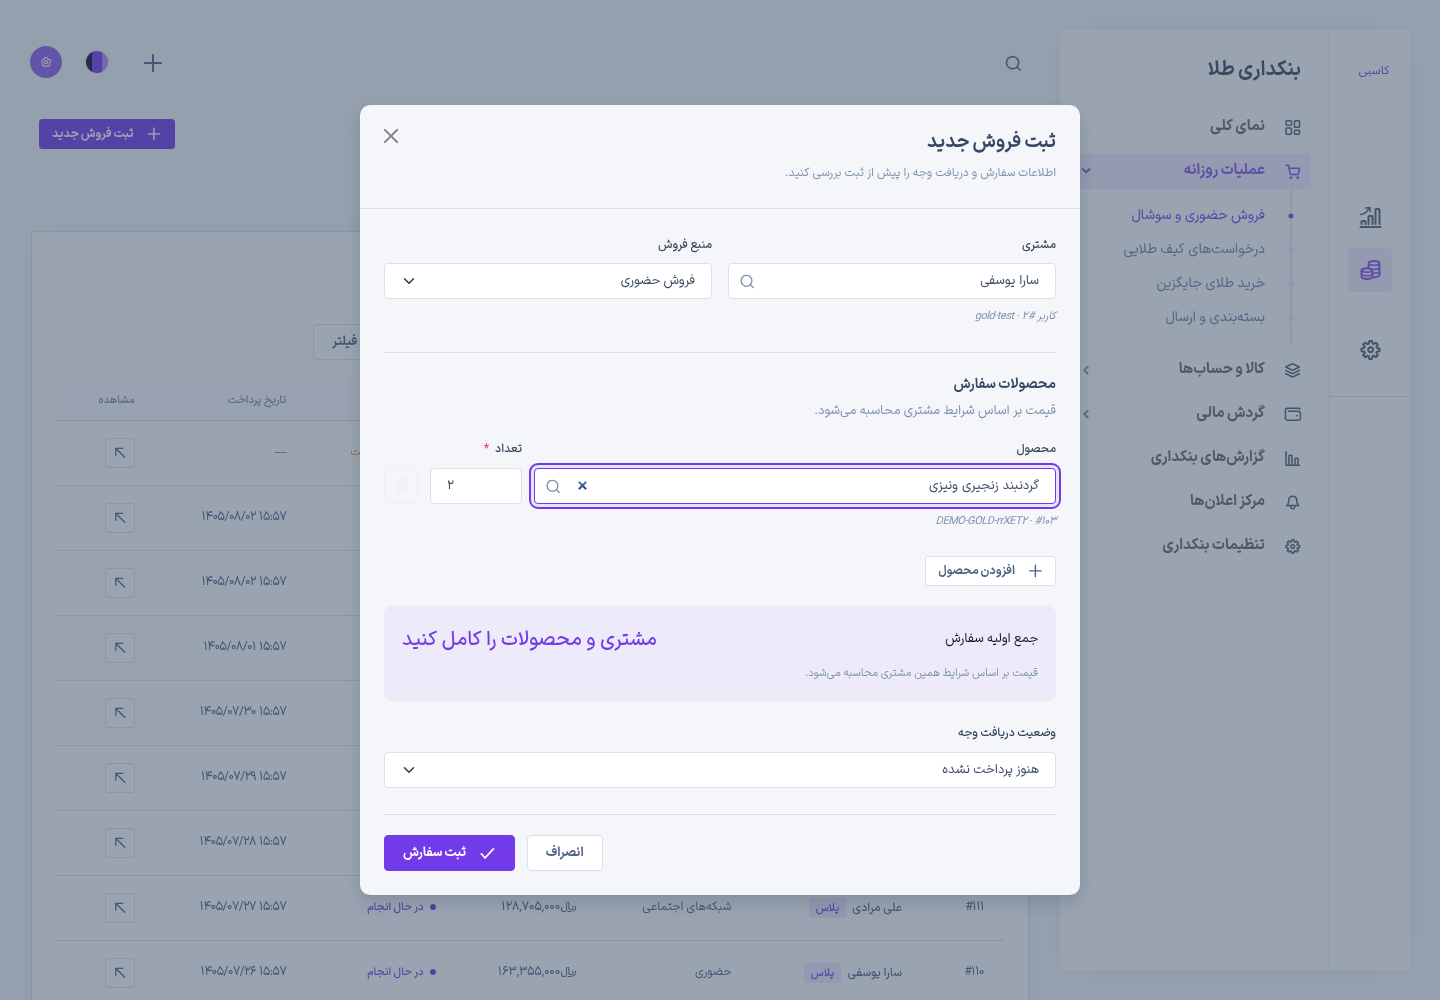 کاسبی
بنکداری طلا
نمای کلی
عملیات روزانه
فروش حضوری و سوشال
درخواست‌های کیف طلایی
خرید طلای جایگزین
بسته‌بندی و ارسال
کالا و حساب‌ها
گردش مالی
گزارش‌های بنکداری
مرکز اعلان‌ها
تنظیمات بنکداری
ثبت فروش جدید
فیلتر
تاریخ پرداخت
مشاهده
—
۱۴۰۵/۰۸/۰۲ ۱۵:۵۷
۱۴۰۵/۰۸/۰۲ ۱۵:۵۷
۱۴۰۵/۰۸/۰۱ ۱۵:۵۷
۱۴۰۵/۰۷/۳۰ ۱۵:۵۷
۱۴۰۵/۰۷/۲۹ ۱۵:۵۷
۱۴۰۵/۰۷/۲۸ ۱۵:۵۷
ثبت فروش جدید
اطلاعات سفارش و دریافت وجه را پیش از ثبت بررسی کنید.
مشتری
منبع فروش
سارا یوسفی
فروش حضوری
کاربر #۲ · gold-test
محصولات سفارش
قیمت بر اساس شرایط مشتری محاسبه می‌شود.
محصول
تعداد *
گردنبند زنجیری ونیزی
۲
DEMO-GOLD-rrXET2 · #۱۰۳
افزودن محصول
جمع اولیه سفارش
مشتری و محصولات را کامل کنید
قیمت بر اساس شرایط همین مشتری محاسبه می‌شود.
وضعیت دریافت وجه
هنوز پرداخت نشده
انصراف
ثبت سفارش
#۱۱۱ علی مرادی پلاس شبکه‌های اجتماعی ۱۲۸,۷۰۵,۰۰۰﷼ در حال انجام ۱۴۰۵/۰۷/۲۷ ۱۵:۵۷
#۱۱۰ سارا یوسفی پلاس حضوری ۱۶۳,۳۵۵,۰۰۰﷼ در حال انجام ۱۴۰۵/۰۷/۲۶ ۱۵:۵۷